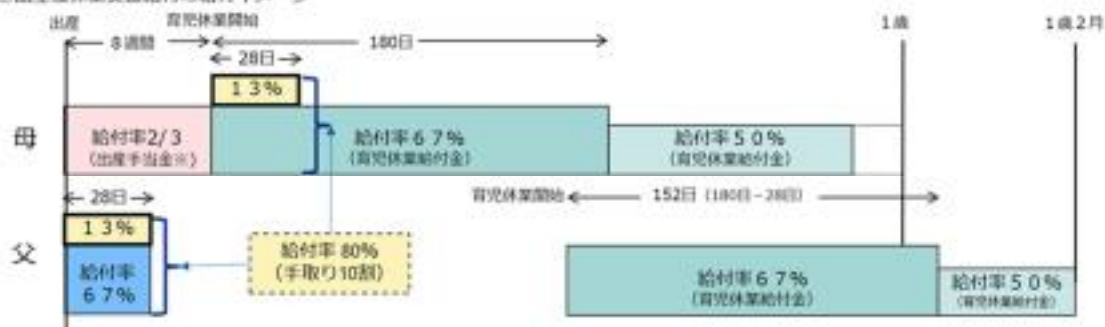 出産
育児休業開始
1歳
1歳2月
8週間
180日
28日
13%
母
給付率2/3
(出産手当金※)
給付率67%
(育児休業給付金)
給付率50%
(育児休業給付金)
28日
育児休業開始
152日(180日-28日)
13%
父
給付率
67%
給付率 80%
(手取り10割)
給付率67%
(育児休業給付金)
給付率50%
(育児休業給付金)